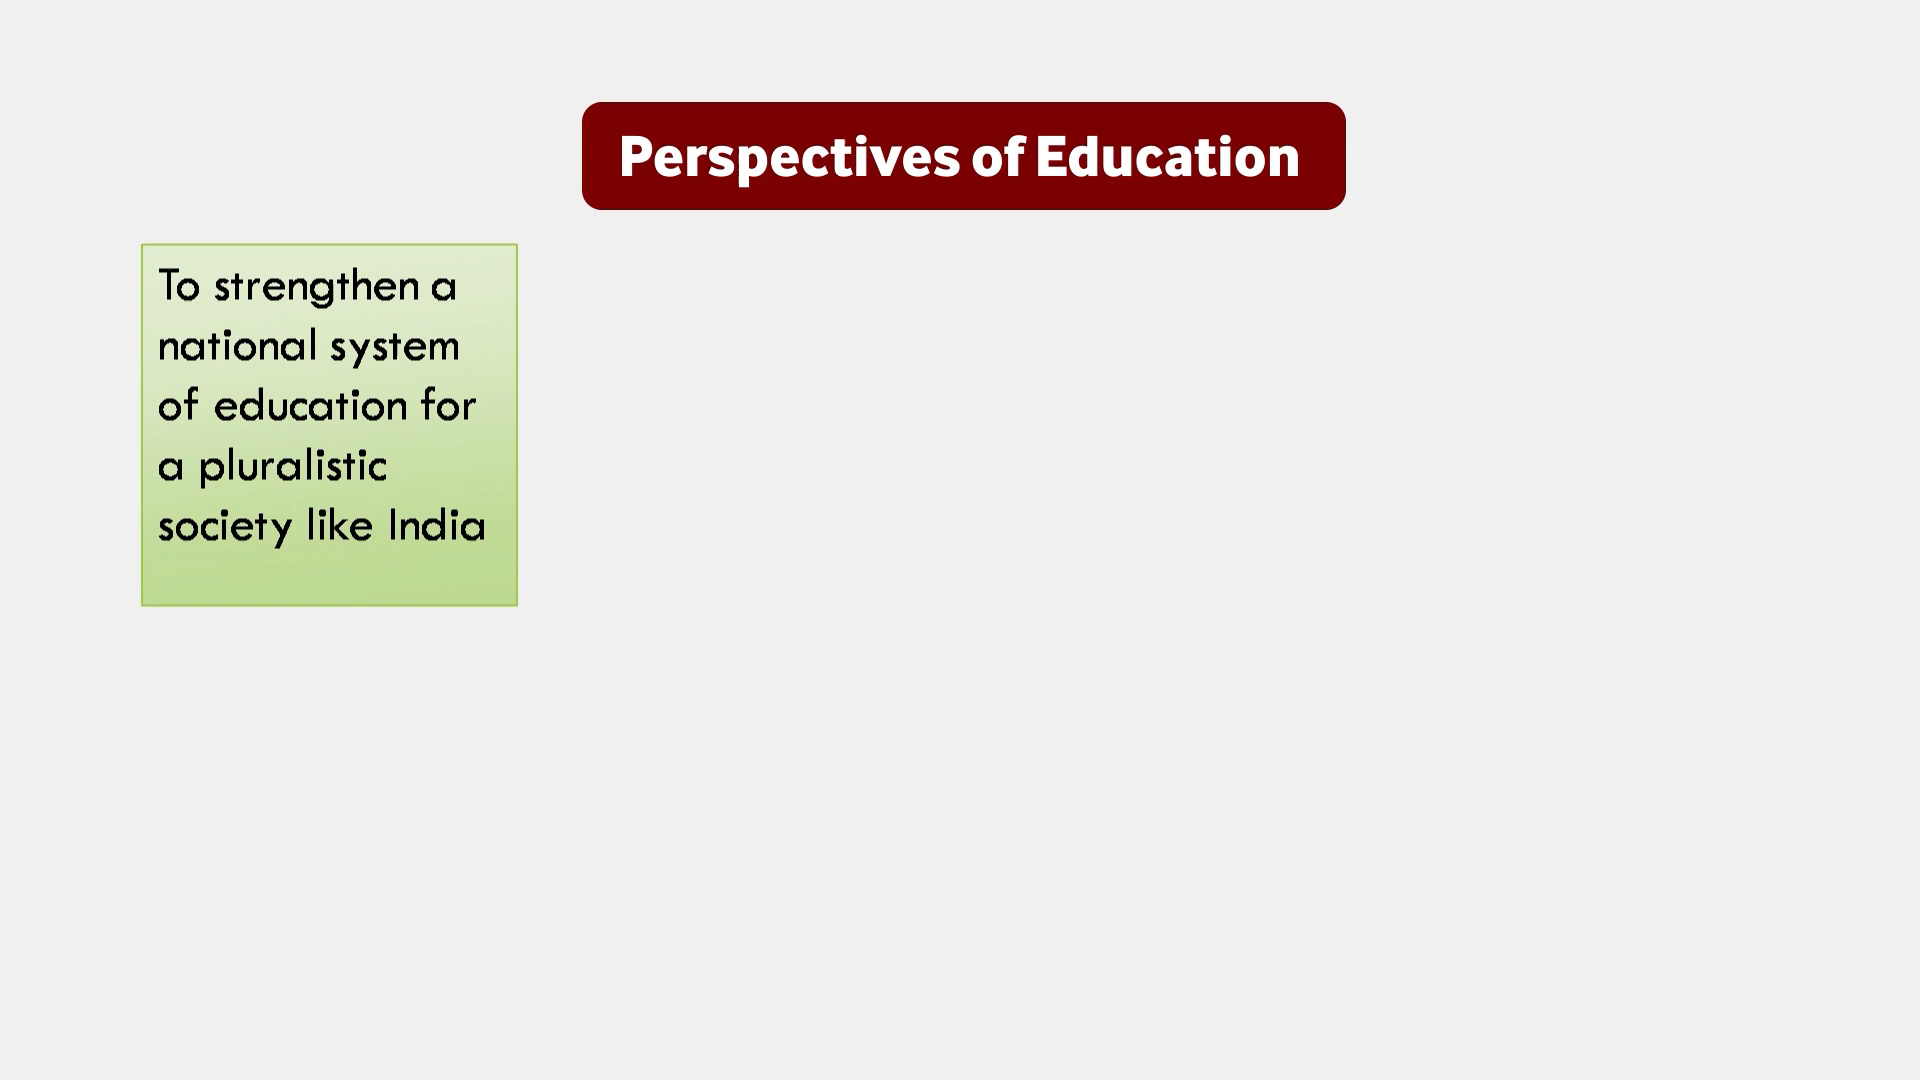 Perspectives of Education
To strengthen a
national system
of education for
a pluralistic
society like India